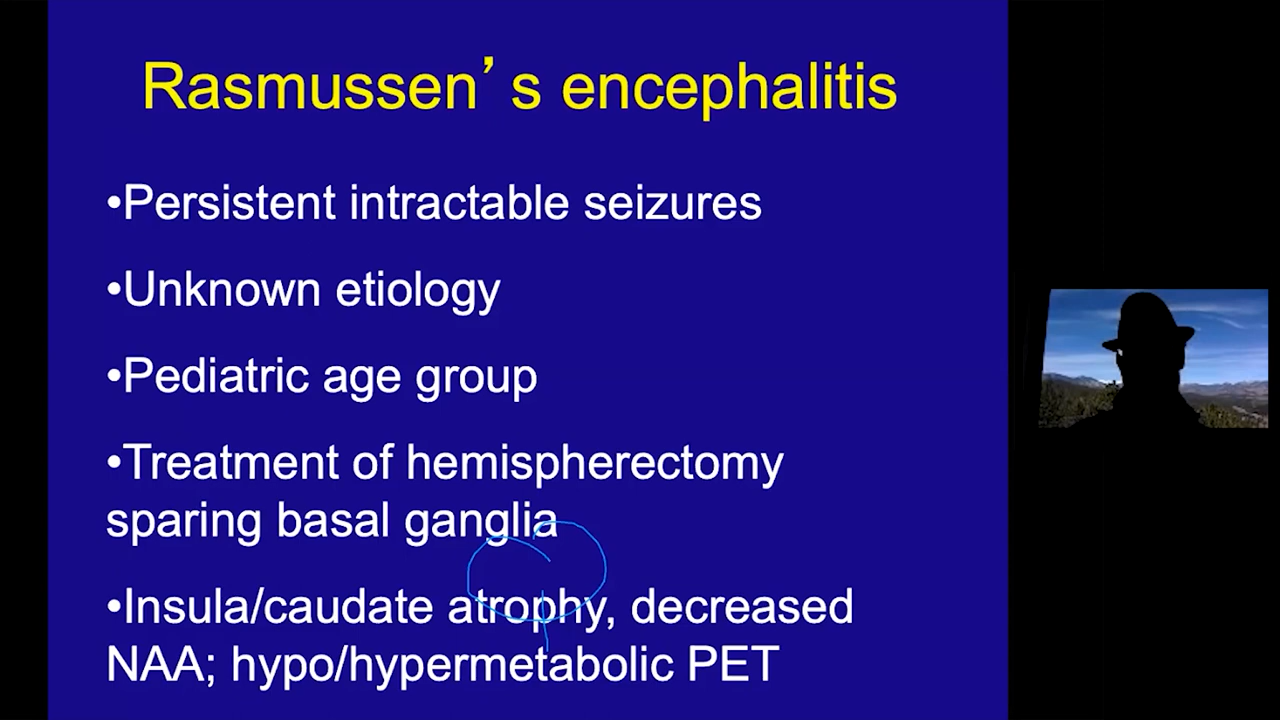 Rasmussen’s encephalitis
•Persistent intractable seizures
•Unknown etiology
•Pediatric age group
•Treatment of hemispherectomy
sparing basal ganglia
•Insula/caudate atrophy, decreased
NAA; hypo/hypermetabolic PET